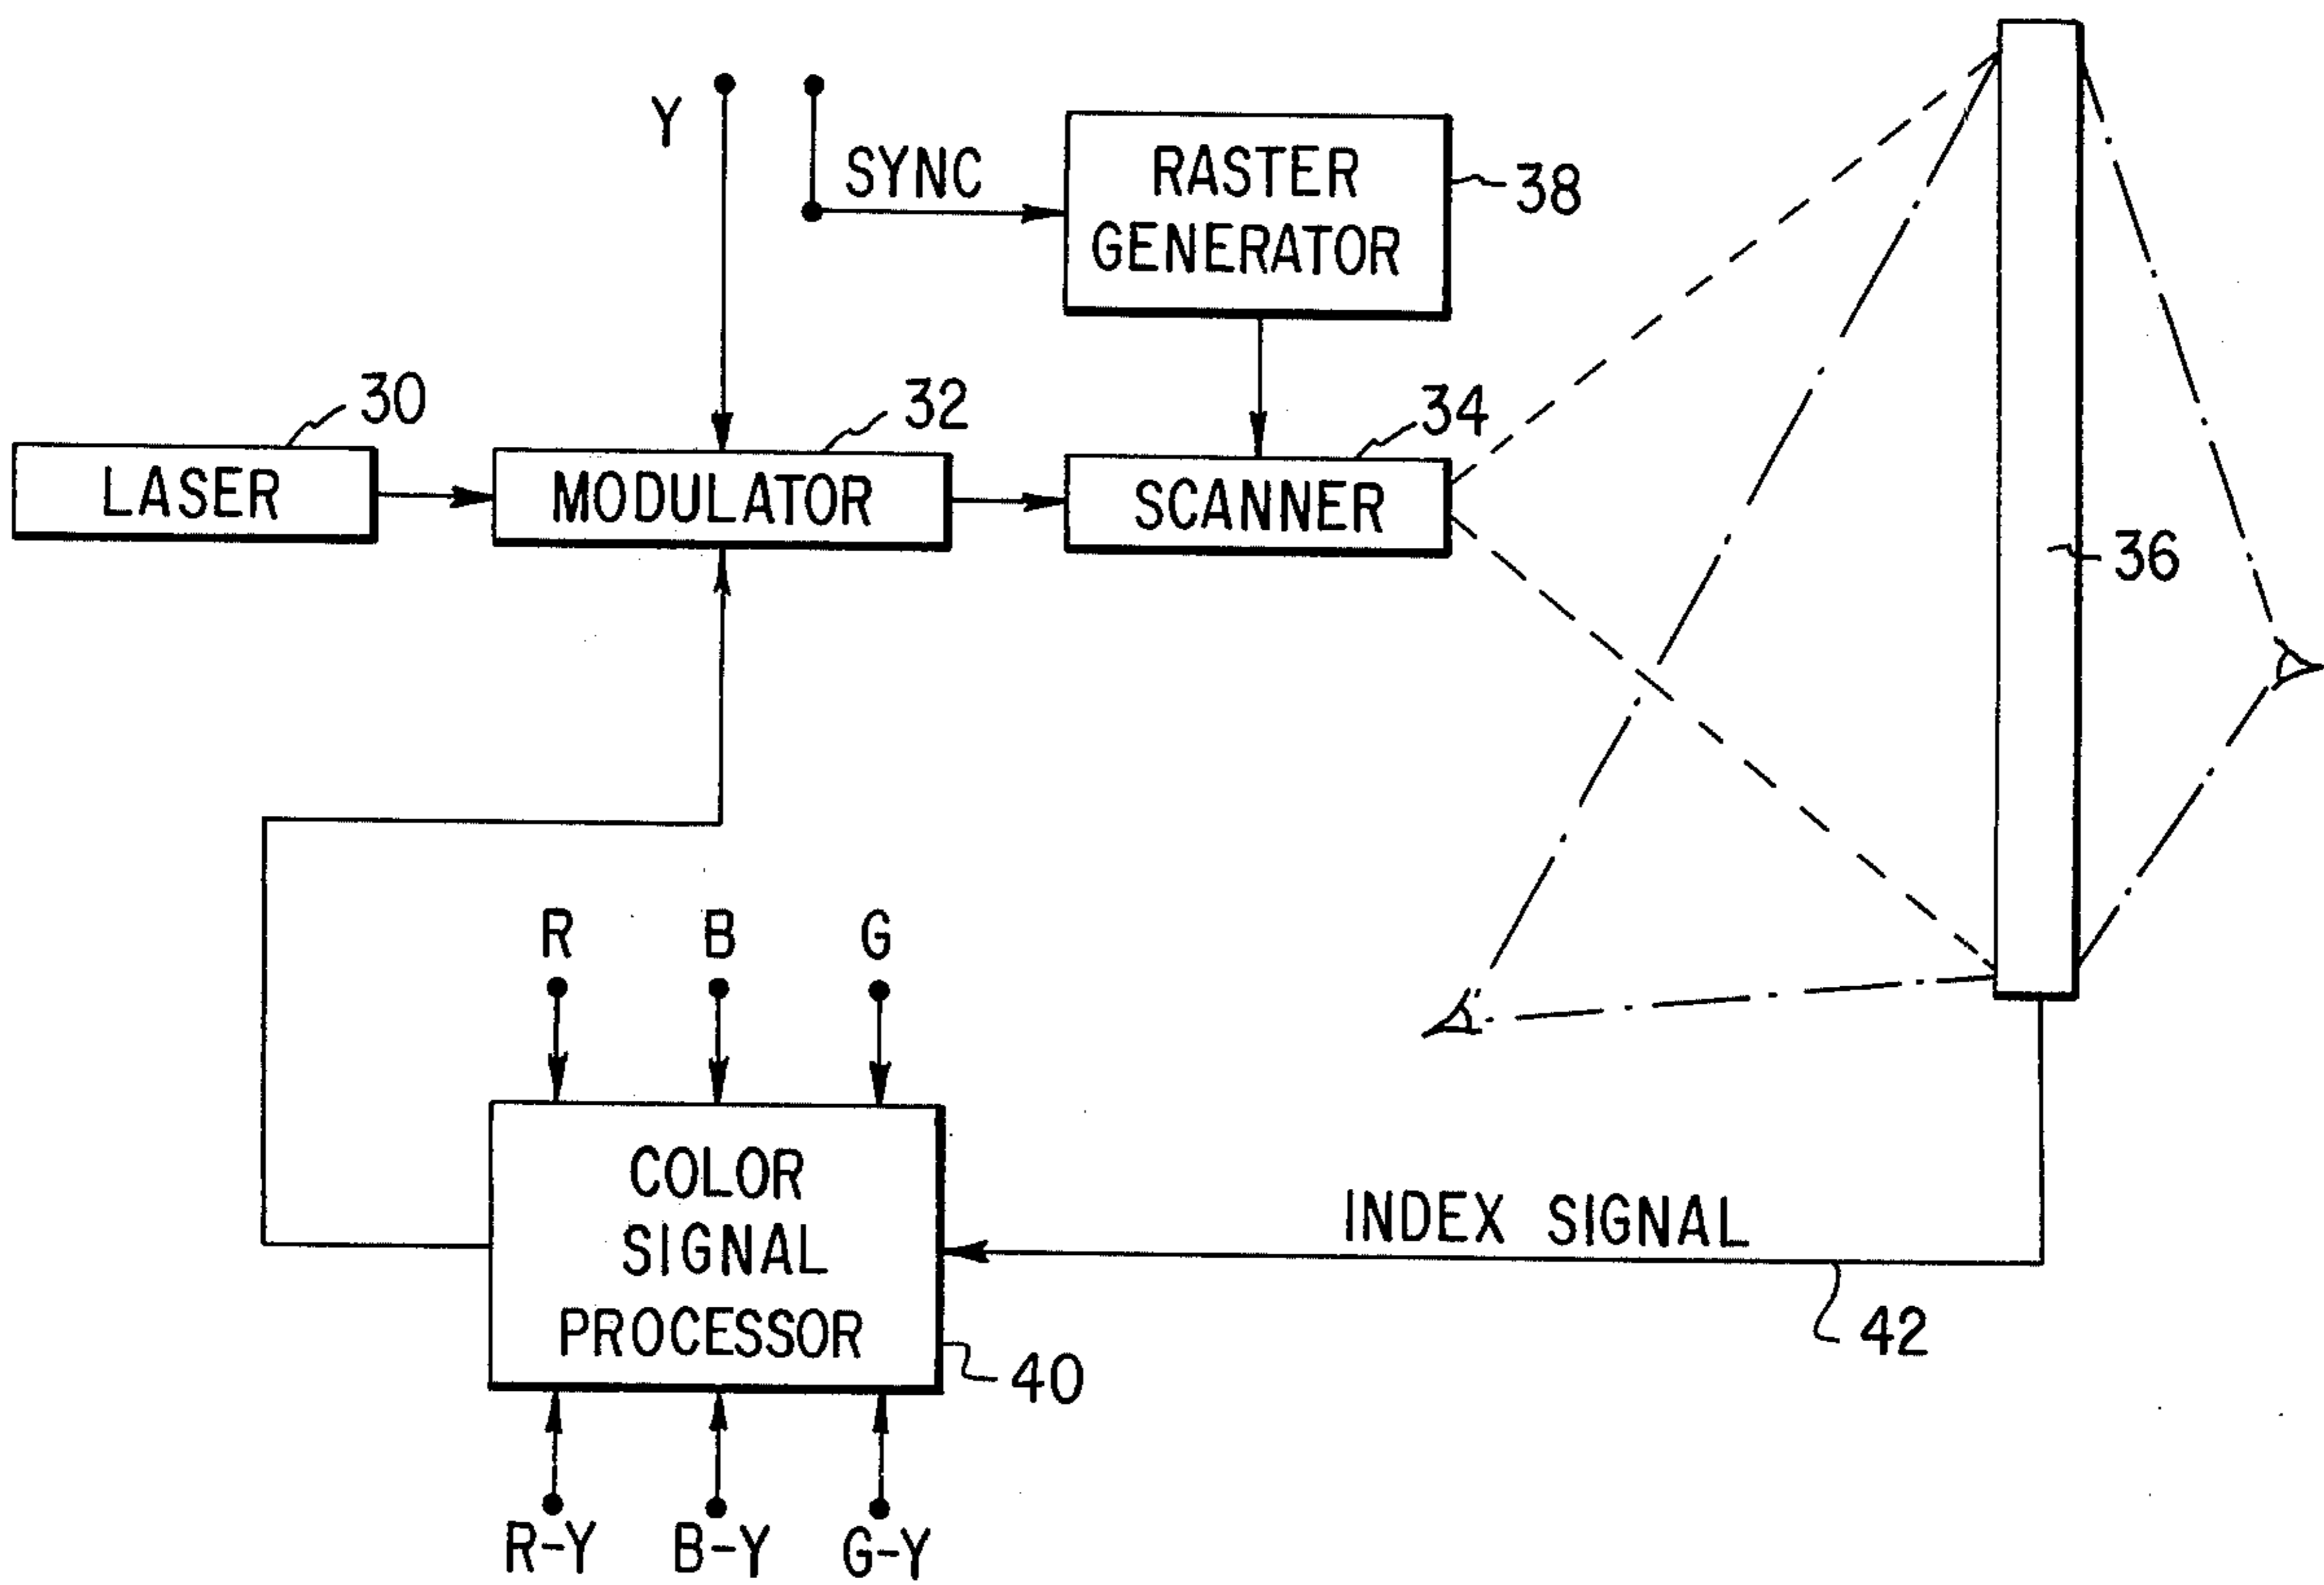 Y
SYNC
RASTER
GENERATOR
38
30
32
34
LASER
MODULATOR
SCANNER
36
R B G
COLOR
SIGNAL
PROCESSOR
INDEX SIGNAL
42
40
R-Y B-Y G-Y